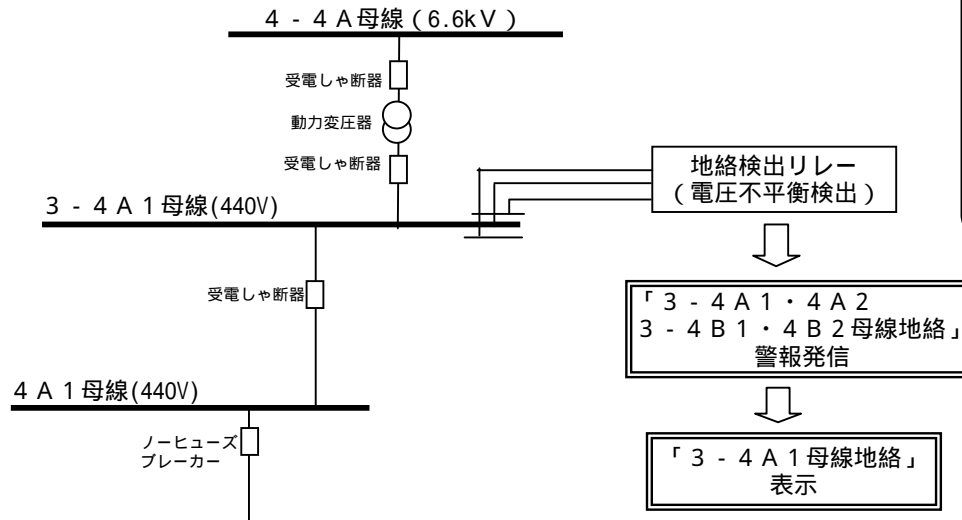 4-4A母線(6.6kV)
受電しゃ断器
動力変圧器
受電しゃ断器
地絡検出リレー
(電圧不平衡検出)
3-4A1母線(440V)
受電しゃ断器
「3-4A1・4A2
3-4B1・4B2母線地絡」
警報発信
4A1母線(440V)
ノーヒューズ
ブレーカー
「3-4A1母線地絡」
表示